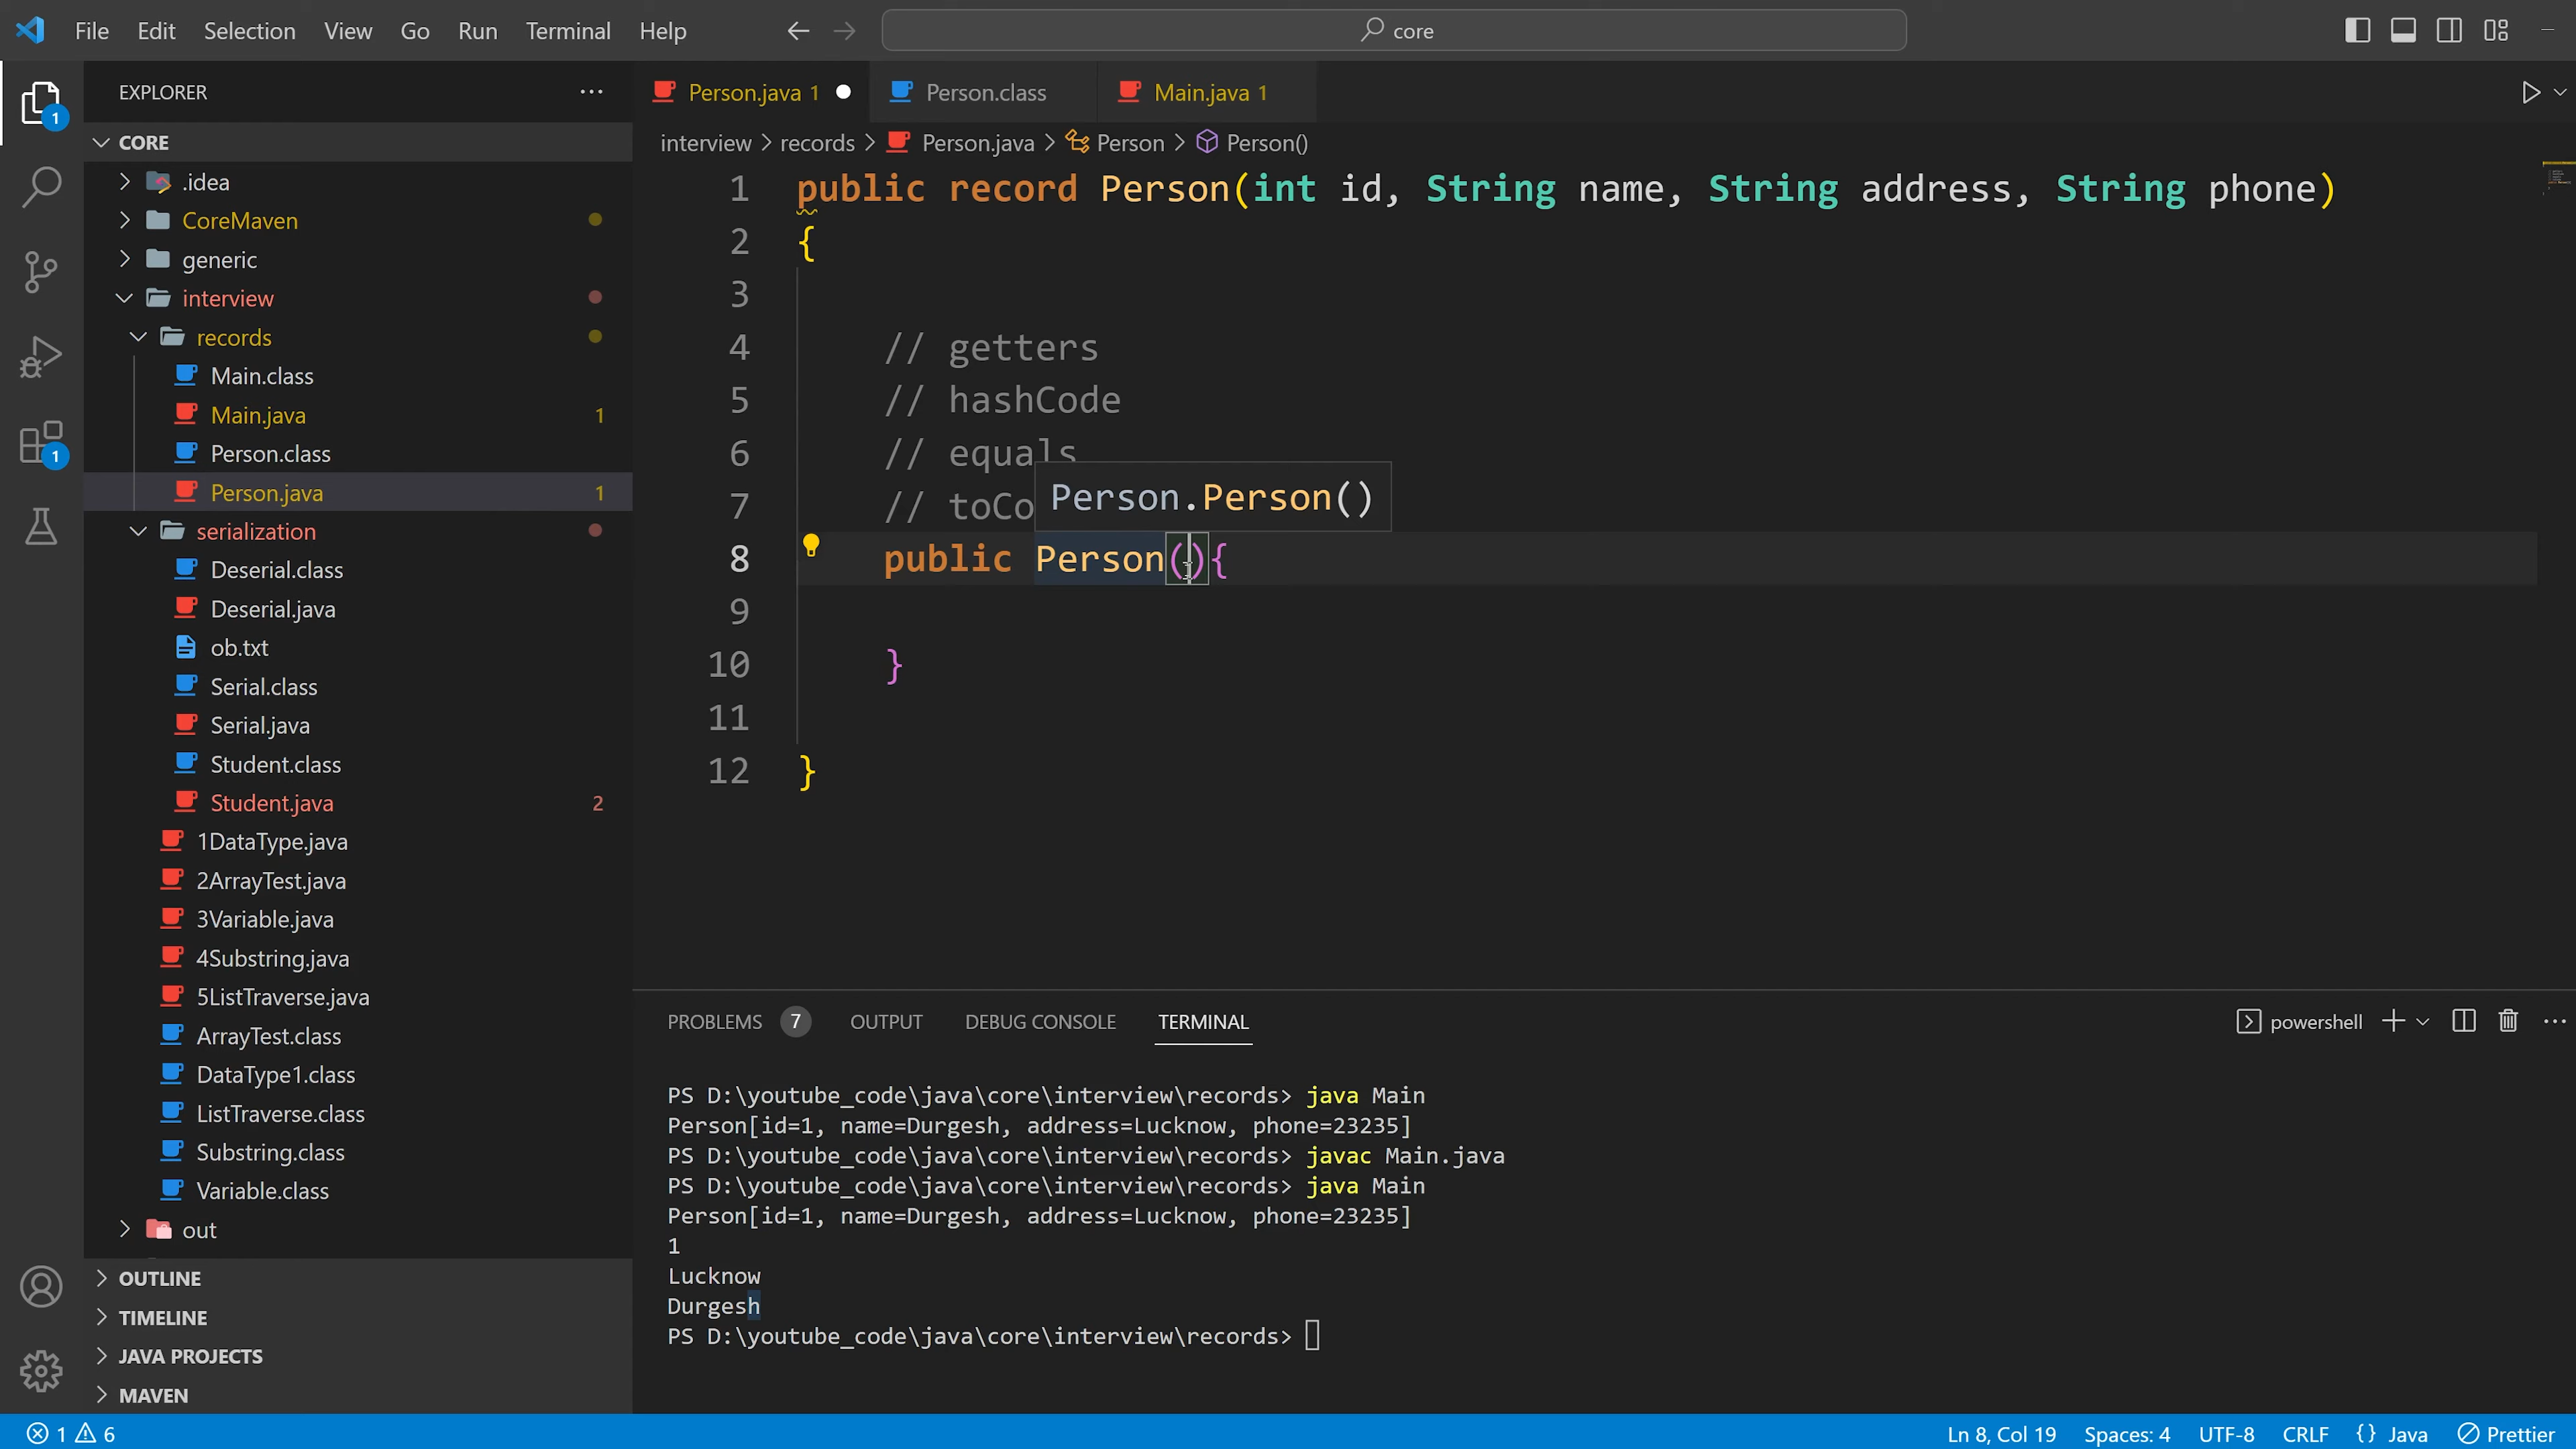 File Edit Selection View Go Run Terminal Help
core
EXPLORER
Person.java 1
Person.class
Main.java 1
CORE
interview > records > Person.java > Person > Person()
.idea
CoreMaven
generic
interview
records
Main.class
Main.java 1
Person.class
Person.java 1
serialization
Deserial.class
Deserial.java
ob.txt
Serial.class
Serial.java
Student.class
Student.java 2
1DataType.java
2ArrayTest.java
3Variable.java
4Substring.java
5ListTraverse.java
ArrayTest.class
DataType1.class
ListTraverse.class
Substring.class
Variable.class
out
OUTLINE
TIMELINE
JAVA PROJECTS
MAVEN
1
1
1 public record Person(int id, String name, String address, String phone)
2 {
3
4 // getters
5 // hashCode
6 // equals
7 // toCo
Person.Person()
8 public Person(){
9
10 }
11
12 }
PROBLEMS 7 OUTPUT DEBUG CONSOLE TERMINAL
powershell
PS D:\youtube_code\java\core\interview\records> java Main
Person[id=1, name=Durgesh, address=Lucknow, phone=23235]
PS D:\youtube_code\java\core\interview\records> javac Main.java
PS D:\youtube_code\java\core\interview\records> java Main
Person[id=1, name=Durgesh, address=Lucknow, phone=23235]
1
Lucknow
Durgesh
PS D:\youtube_code\java\core\interview\records>
1 6
Ln 8, Col 19 Spaces: 4 UTF-8 CRLF {} Java Prettier